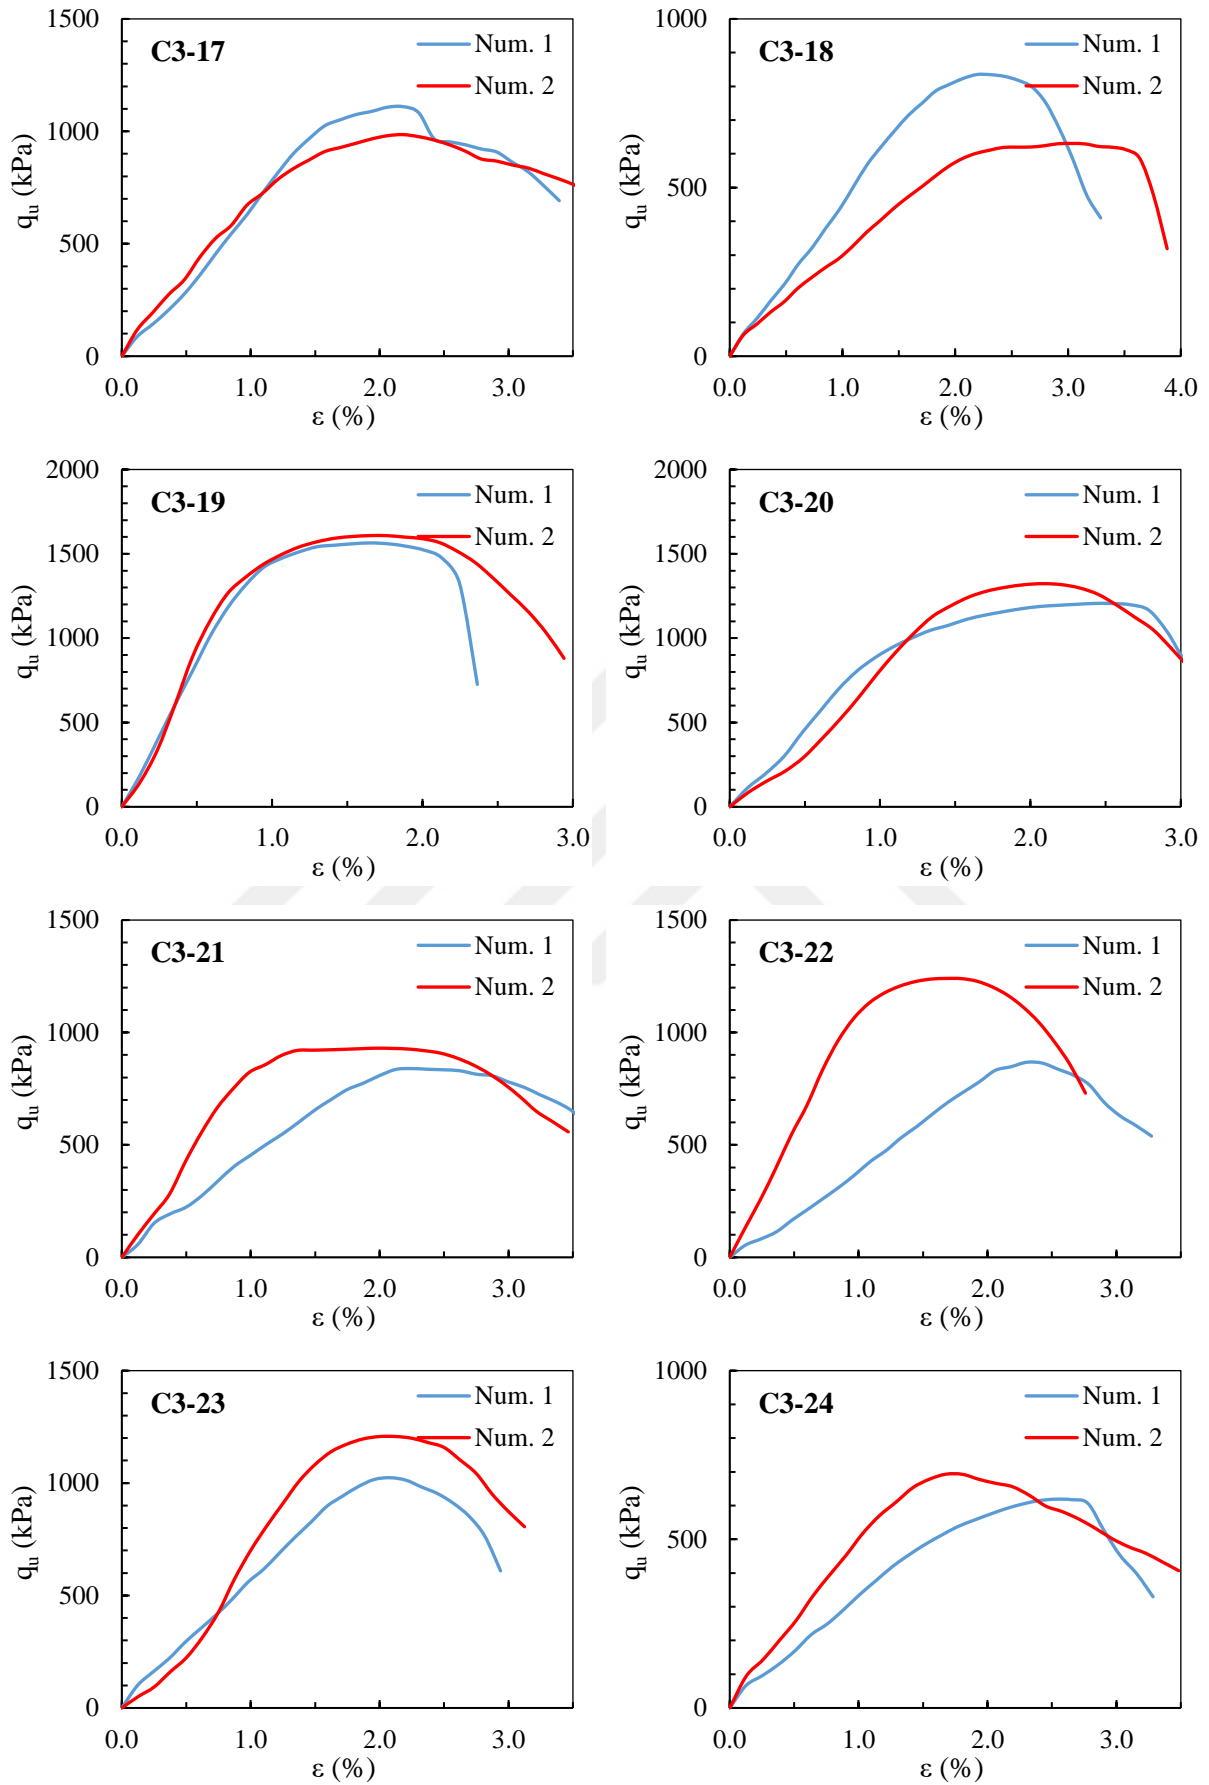 C3-17
Num. 1
Num. 2
1500
1000
500
0
qu (kPa)
0.0 1.0 2.0 3.0
ε (%)
C3-18
Num. 1
Num. 2
1000
500
0
qu (kPa)
0.0 1.0 2.0 3.0 4.0
ε (%)
C3-19
Num. 1
Num. 2
2000
1500
1000
500
0
qu (kPa)
0.0 1.0 2.0 3.0
ε (%)
C3-20
Num. 1
Num. 2
2000
1500
1000
500
0
qu (kPa)
0.0 1.0 2.0 3.0
ε (%)
C3-21
Num. 1
Num. 2
1500
1000
500
0
qu (kPa)
0.0 1.0 2.0 3.0
ε (%)
C3-22
Num. 1
Num. 2
1500
1000
500
0
qu (kPa)
0.0 1.0 2.0 3.0
ε (%)
C3-23
Num. 1
Num. 2
1500
1000
500
0
qu (kPa)
0.0 1.0 2.0 3.0
ε (%)
C3-24
Num. 1
Num. 2
1000
500
0
qu (kPa)
0.0 1.0 2.0 3.0
ε (%)